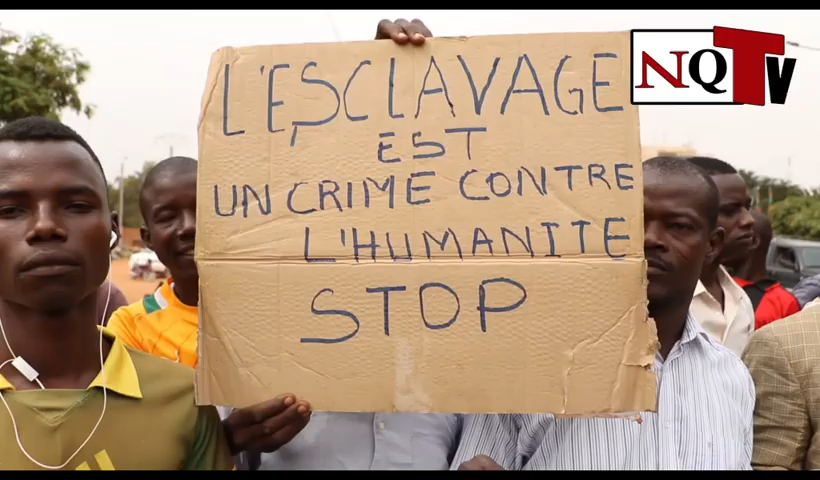 L'ESCLAVAGE
EST
UN CRIME CONTRE
L'HUMANITE
STOP
NQTV